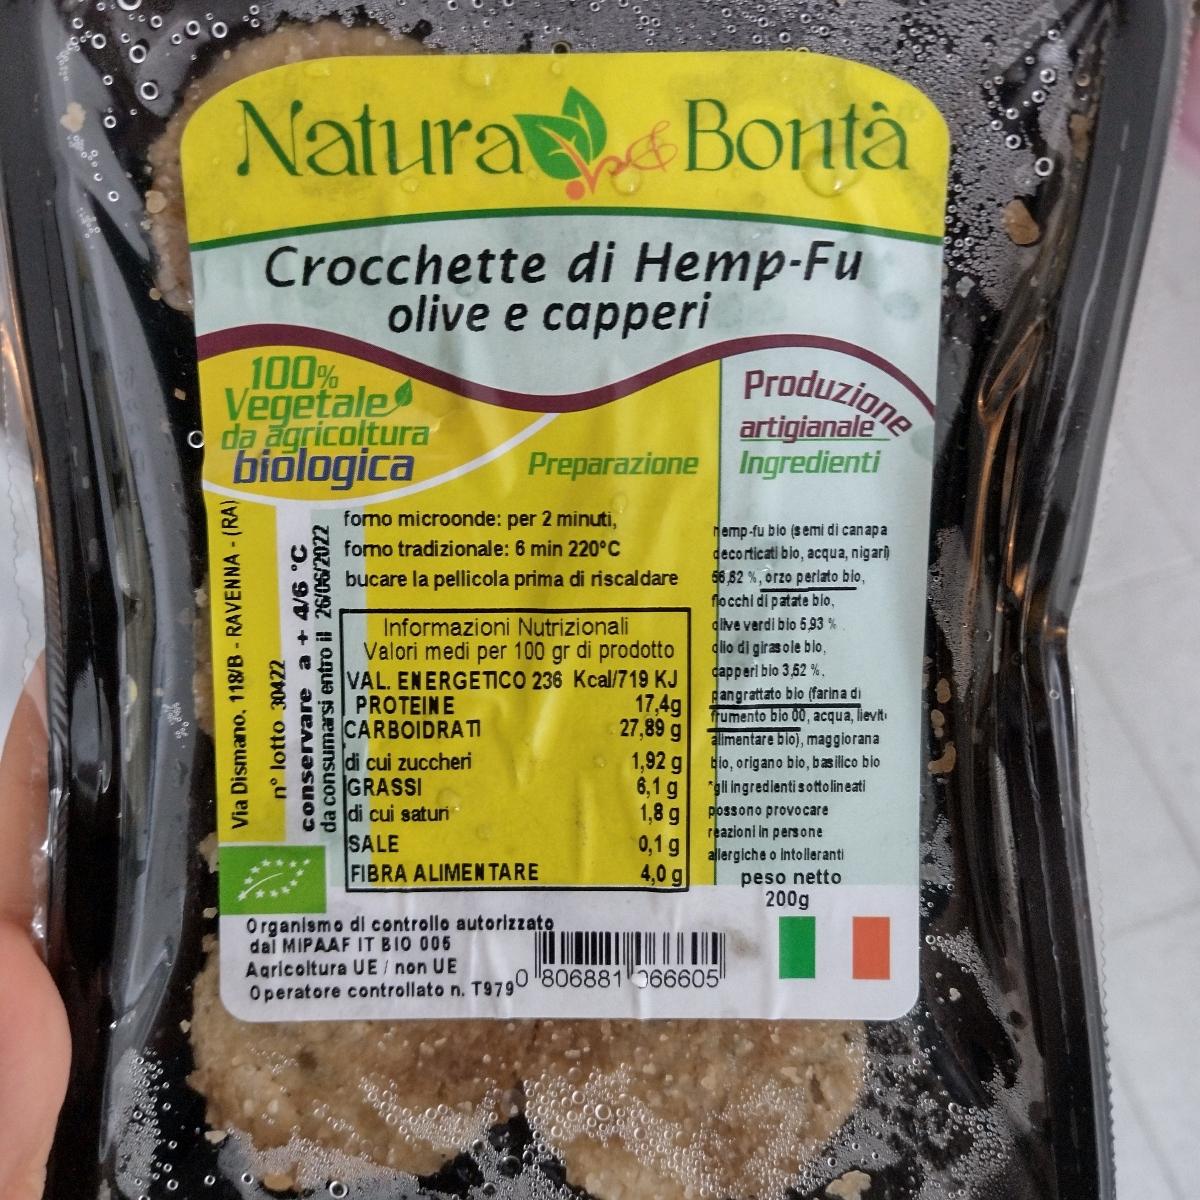 Natura & Bontà
Crocchette di Hemp-Fu
olive e capperi
100%
Vegetale
da agricoltura
biologica
Preparazione
forno microonde: per 2 minuti,
forno tradizionale: 6 min 220°C
bucare la pellicola prima di riscaldare
Informazioni Nutrizionali
Valori medi per 100 gr di prodotto
VAL. ENERGETICO 236 Kcal/719 KJ
PROTEINE 17,4g
CARBOIDRATI 27,89 g
di cui zuccheri 1,92 g
GRASSI 6,1 g
di cui saturi 1,8 g
SALE 0,1 g
FIBRA ALIMENTARE 4,0 g
Produzione
artigianale
Ingredienti
hemp-fu bio (semi di canapa
decorticati bio, acqua, nigari)
56,82 %, orzo perlato bio,
fiocchi di patate bio,
olive verdi bio 5,93 %
olio di girasole bio,
capperi bio 3,52 %,
pangrattato bio (farina di
frumento bio 00, acqua, lievito
alimentare bio), maggiorana
bio, origano bio, basilico bio
*gli ingredienti sottolineati
possono provocare
reazioni in persone
allergiche o intolleranti
peso netto
200g
Via Dismano, 118/B - RAVENNA - (RA)
n° lotto 30422
conservare a + 4/6 °C
da consumarsi entro il 26/06/2022
Organismo di controllo autorizzato
dal MIPAAF IT BIO 006
Agricoltura UE / non UE
Operatore controllato n. T979
0 806881 066605